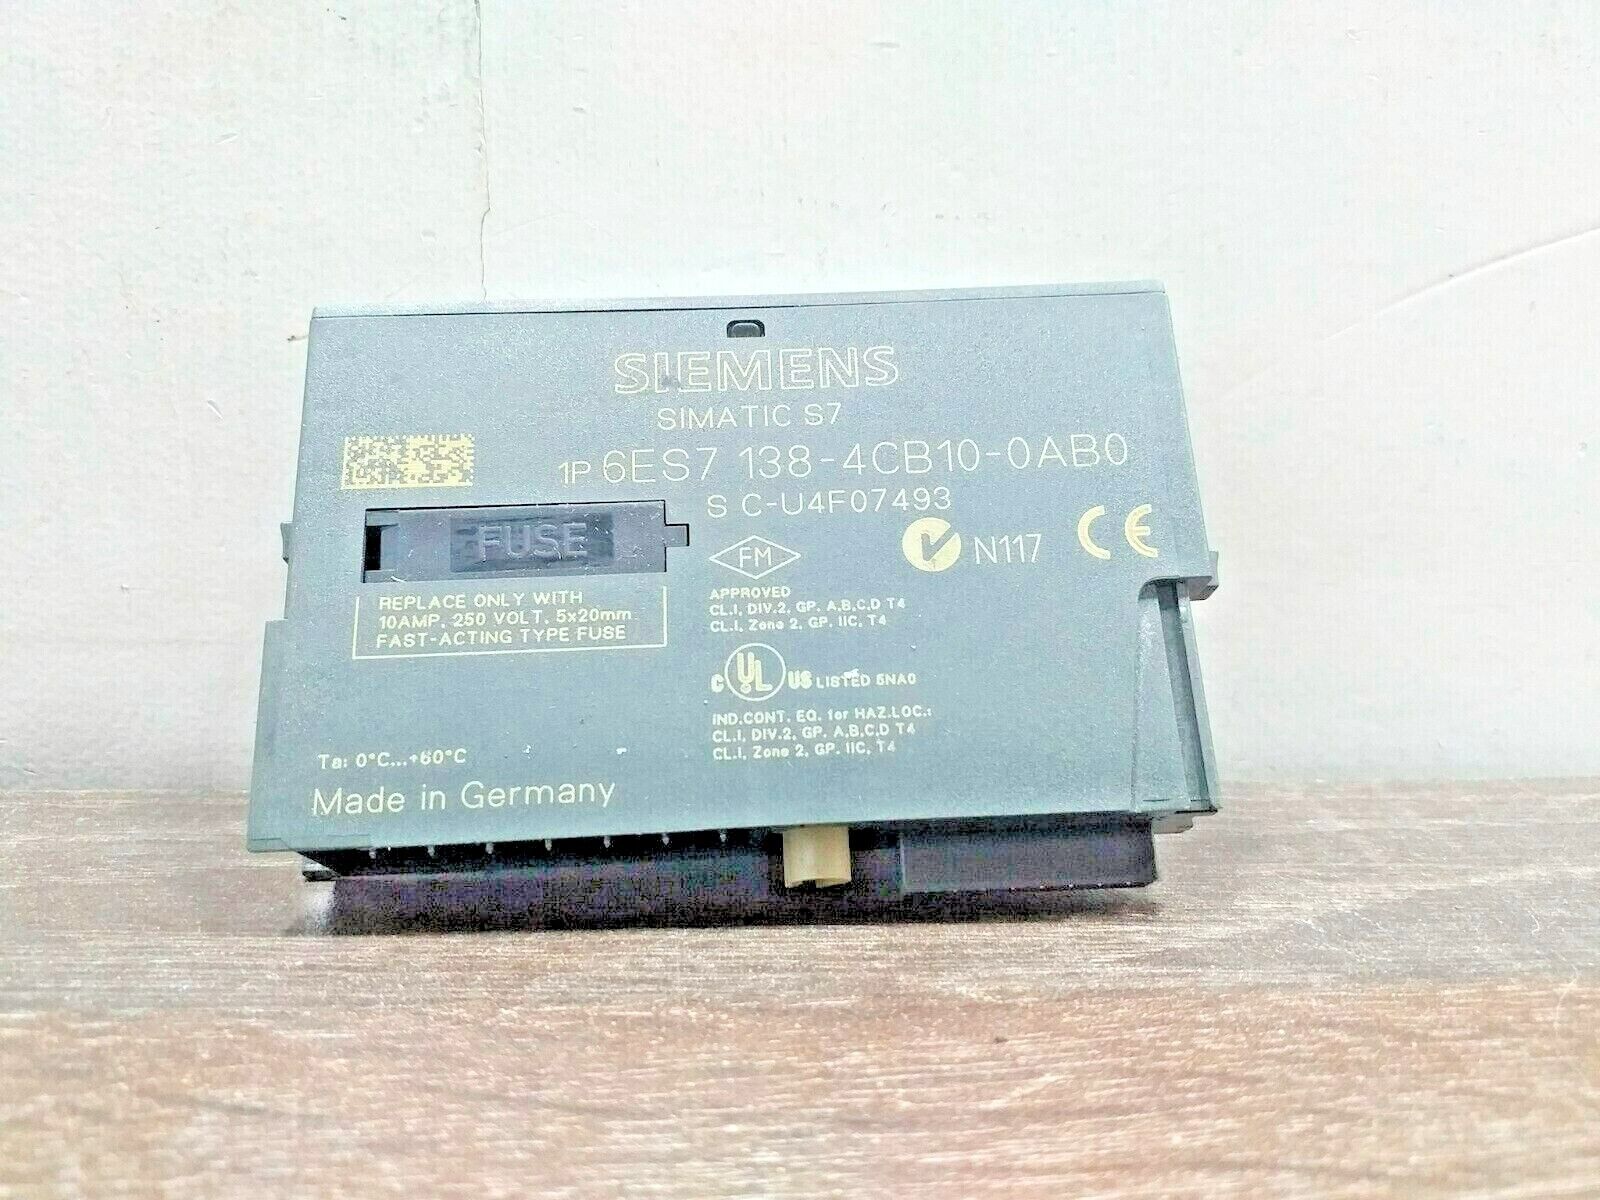 SIEMENS
SIMATIC S7
1P 6ES7 138-4CB10-0AB0
S C-U4F07493
FUSE
REPLACE ONLY WITH
10AMP, 250 VOLT, 5x20mm
FAST-ACTING TYPE FUSE
FM
N117
CE
APPROVED
CL.I, DIV.2, GP. A,B,C,D T4
CL.I, Zone 2, GP. IIC, T4
C UL US LISTED 5NA0
IND.CONT. EQ. for HAZ.LOC.:
CL.I, DIV.2, GP. A,B,C,D T4
CL.I, Zone 2, GP. IIC, T4
Ta: 0°C...+60°C
Made in Germany